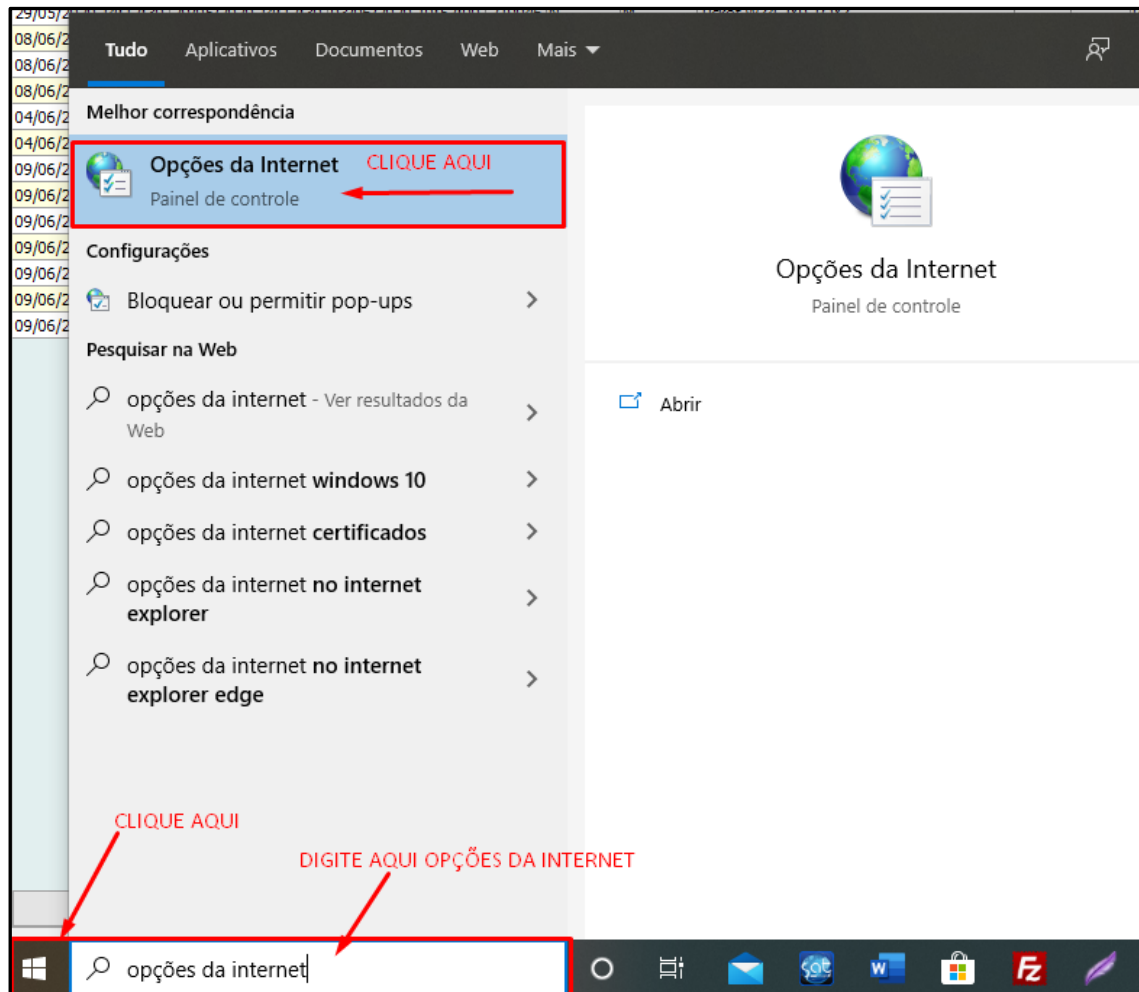 29/05/2
08/06/2
08/06/2
08/06/2
04/06/2
04/06/2
09/06/2
09/06/2
09/06/2
09/06/2
09/06/2
09/06/2
09/06/2
Tudo Aplicativos Documentos Web Mais
Melhor correspondência
Opções da Internet CLIQUE AQUI
Painel de controle
Configurações
Bloquear ou permitir pop-ups
Pesquisar na Web
opções da internet - Ver resultados da
Web
opções da internet windows 10
opções da internet certificados
opções da internet no internet
explorer
opções da internet no internet
explorer edge
Opções da Internet
Painel de controle
Abrir
CLIQUE AQUI
DIGITE AQUI OPÇÕES DA INTERNET
opções da internet
sat
W
Fz